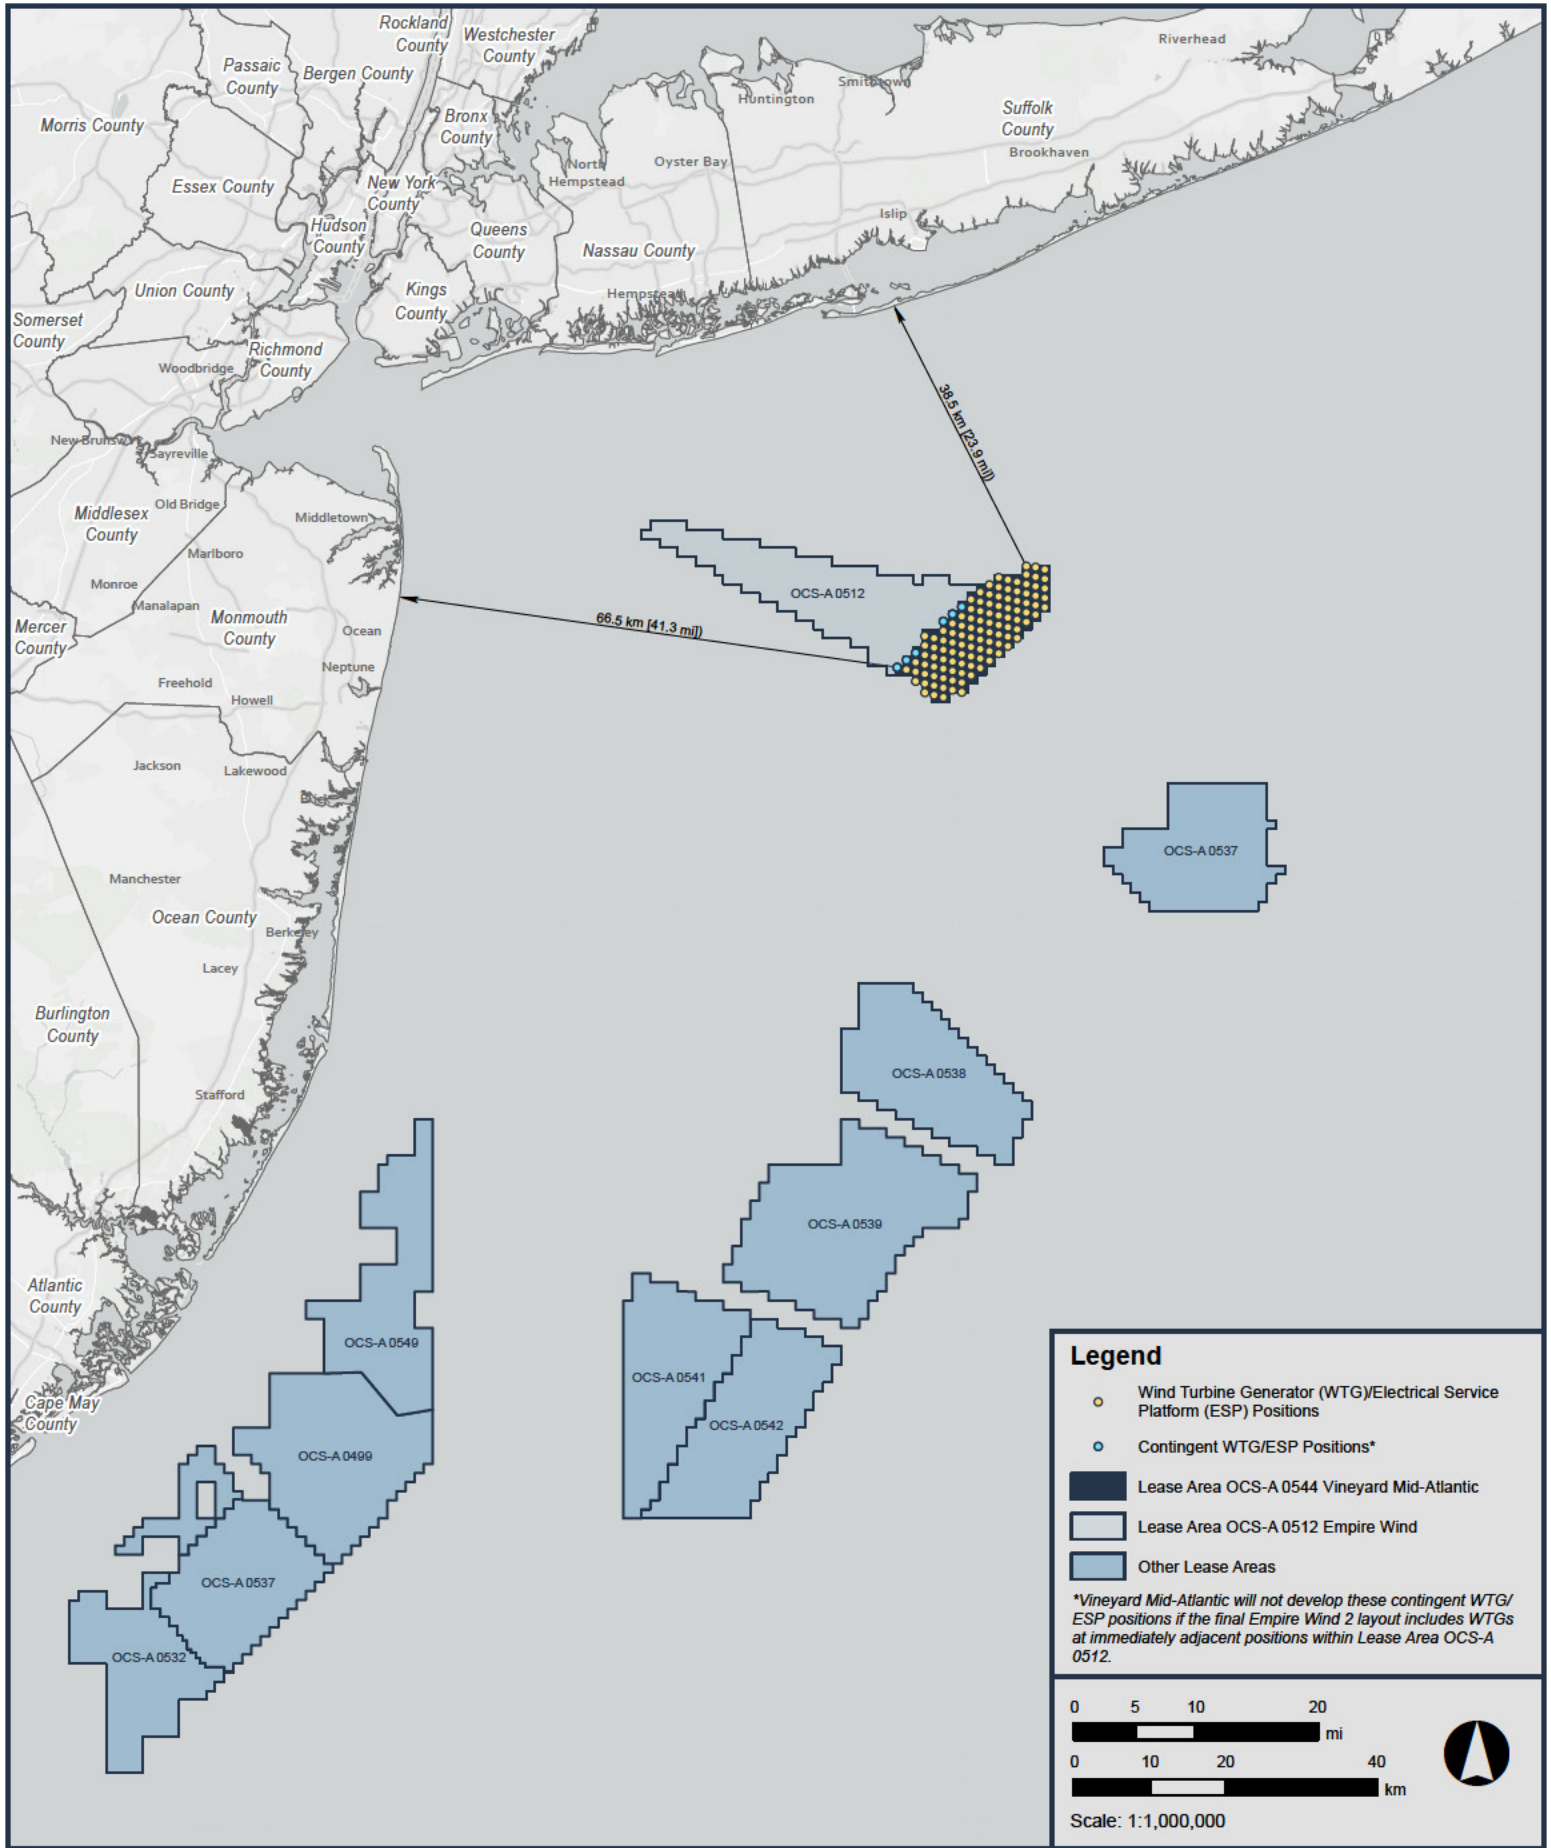 Rockland
County
Westchester
County
Passaic
County
Bergen County
Riverhead
Smithtown
Huntington
Suffolk
County
Morris County
Bronx
County
Brookhaven
North
Hempstead
Oyster Bay
Essex County
New York
County
Islip
Hudson
County
Queens
County
Nassau County
Union County
Kings
County
Hempstead
Somerset
County
Richmond
County
Woodbridge
38.5 km [23.9 mi])
New Brunsw
Sayreville
Old Bridge
Middlesex
County
Middletown
Marlboro
Monroe
Manalapan
OCS-A 0512
Mercer
County
Monmouth
County
66.5 km [41.3 mi])
Ocean
Neptune
Freehold
Howell
Jackson
Lakewood
OCS-A 0537
Manchester
Ocean County
Berkeley
Lacey
Burlington
County
OCS-A 0538
Stafford
OCS-A 0539
Atlantic
County
OCS-A 0549
OCS-A 0541
Cape May
County
OCS-A 0542
OCS-A 0499
OCS-A 0537
OCS-A 0532
Legend
Wind Turbine Generator (WTG)/Electrical Service
Platform (ESP) Positions
Contingent WTG/ESP Positions*
Lease Area OCS-A 0544 Vineyard Mid-Atlantic
Lease Area OCS-A 0512 Empire Wind
Other Lease Areas
*Vineyard Mid-Atlantic will not develop these contingent WTG/
ESP positions if the final Empire Wind 2 layout includes WTGs
at immediately adjacent positions within Lease Area OCS-A
0512.
0 5 10 20
mi
0 10 20 40
km
Scale: 1:1,000,000